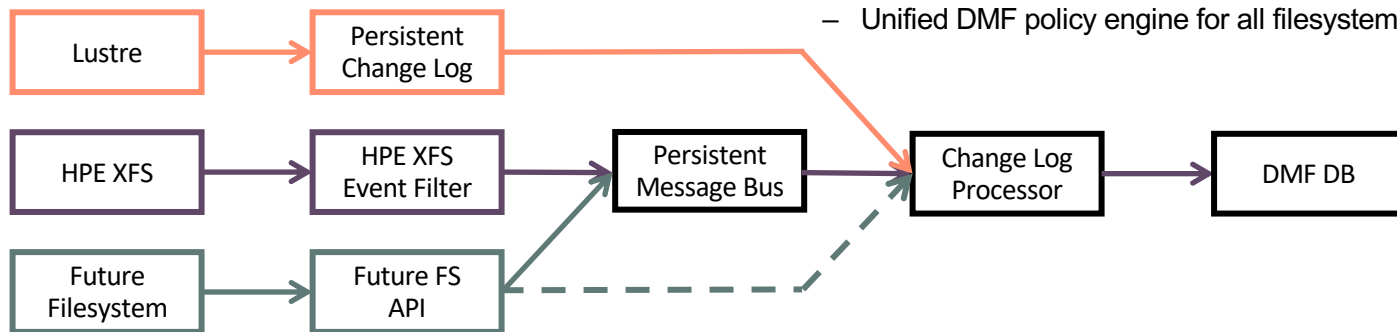 – Unified DMF policy engine for all filesystem
Lustre
Persistent
Change Log
HPE XFS
HPE XFS
Event Filter
Persistent
Message Bus
Change Log
Processor
DMF DB
Future
Filesystem
Future FS
API